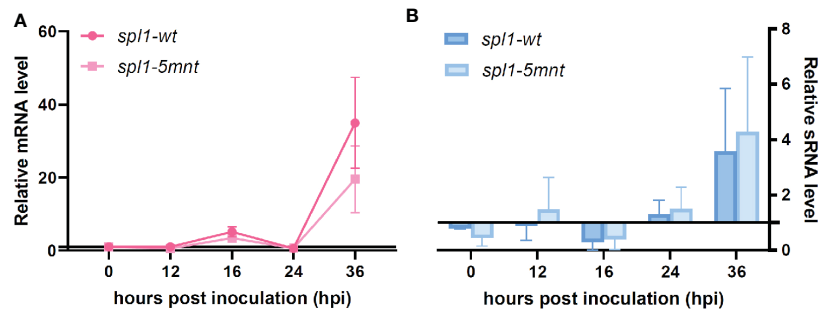 A
Relative mRNA level
60
40
20
0
spl1-wt
spl1-5mnt
0 12 16 24 36
hours post inoculation (hpi)
B
spl1-wt
spl1-5mnt
8
6
4
2
0
Relative sRNA level
0 12 16 24 36
hours post inoculation (hpi)